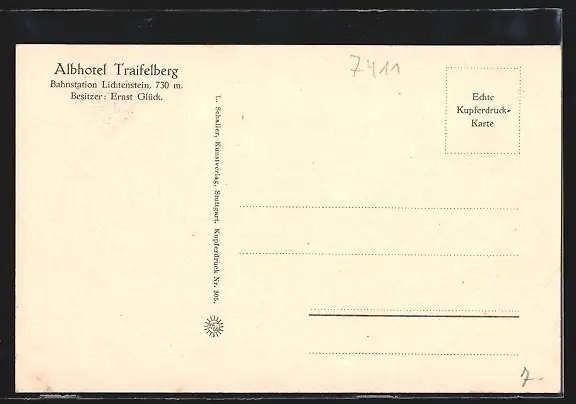 Albhotel Traifelberg
Bahnstation Lichtenstein, 730 m.
Besitzer: Ernst Glück.
L. Schaller, Kunstverlag, Stuttgart. Kupferdruck Nr. 305.
7411
Echte
Kupferdruck-
Karte
7.